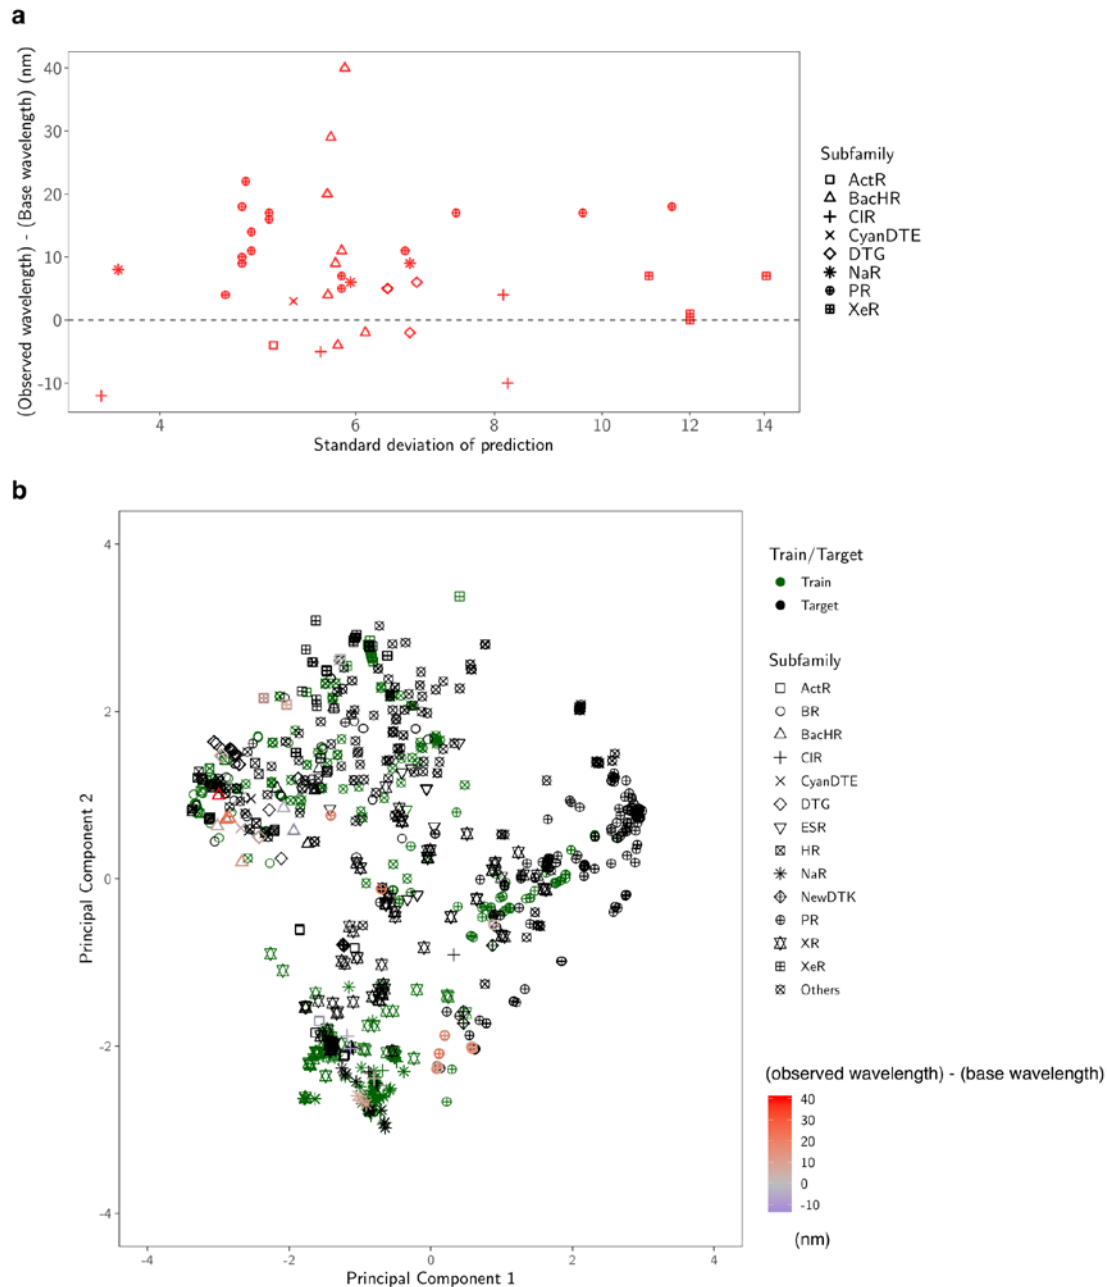 a
(Observed wavelength) - (Base wavelength) (nm)
40
30
20
10
0
-10
4
6
8
10
12
14
Standard deviation of prediction
Subfamily
ActR
BacHR
ClR
CyanDTE
DTG
NaR
PR
XeR
b
Principal Component 2
4
2
0
-2
-4
-4
-2
0
2
4
Principal Component 1
Train/Target
Train
Target
Subfamily
ActR
BR
BacHR
ClR
CyanDTE
DTG
ESR
HR
NaR
NewDTK
PR
XR
XeR
Others
(observed wavelength) - (base wavelength)
40
30
20
10
0
-10
(nm)